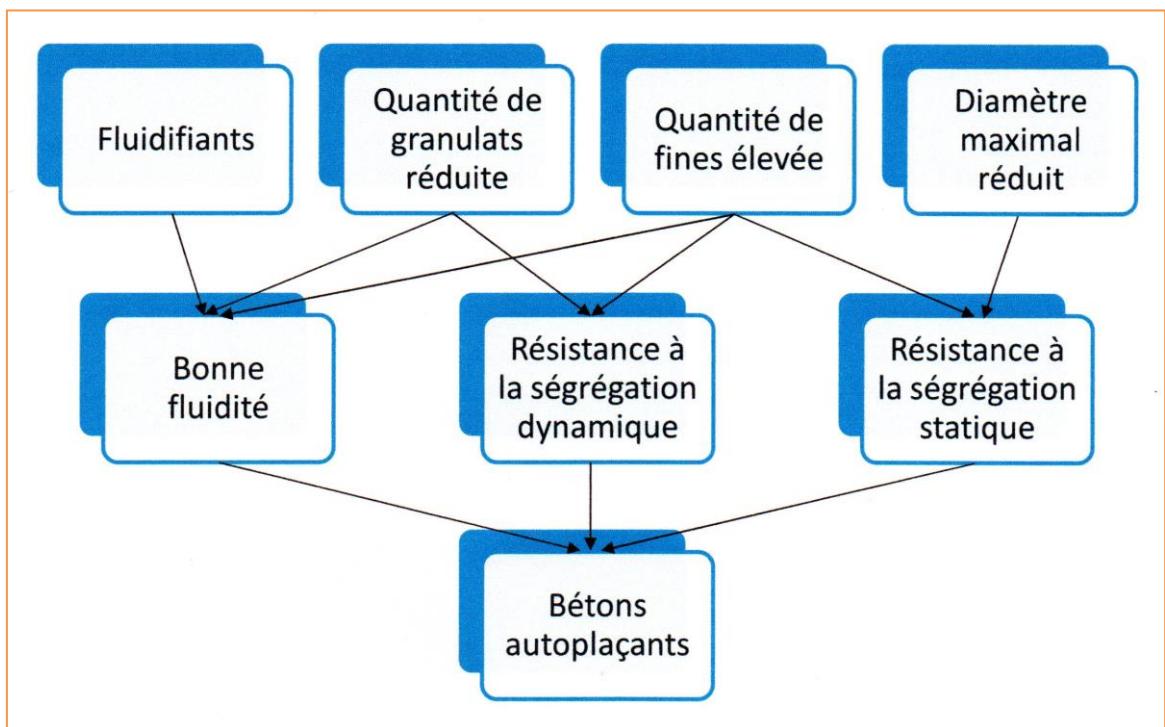 Fluidifiants
Quantité de
granulats
réduite
Quantité de
fines élevée
Diamètre
maximal
réduit
Bonne
fluidité
Résistance à
la ségrégation
dynamique
Résistance à
la ségrégation
statique
Bétons
autoplaçants